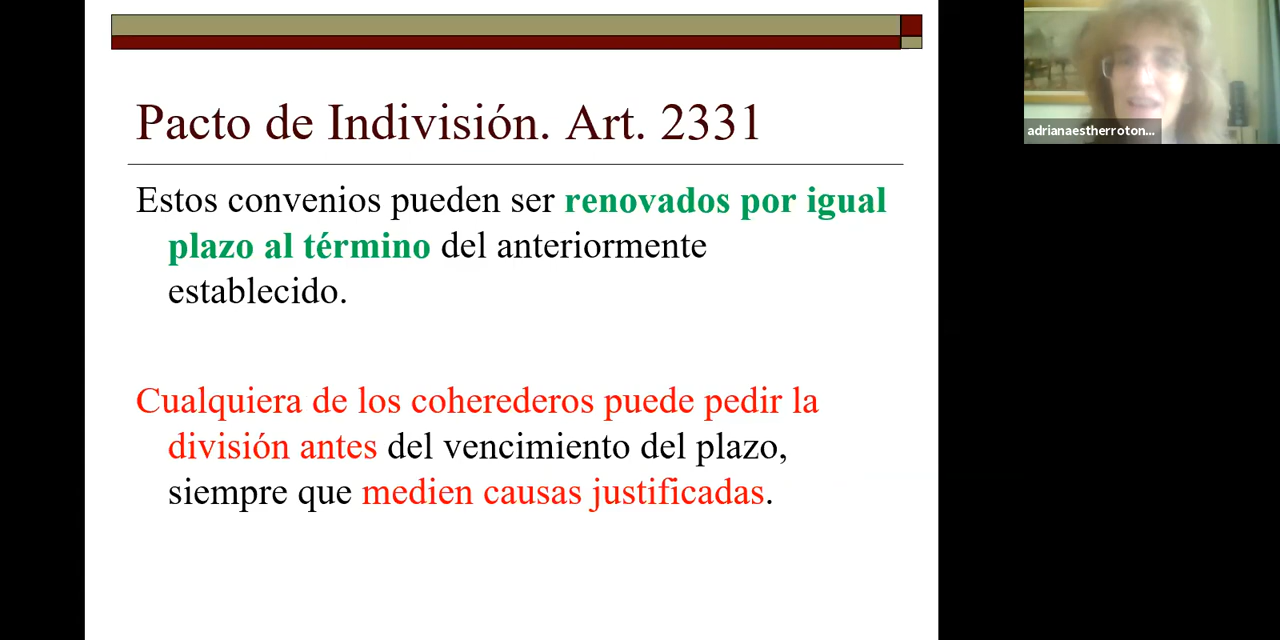 Pacto de Indivisión. Art. 2331
Estos convenios pueden ser renovados por igual
plazo al término del anteriormente
establecido.
Cualquiera de los coherederos puede pedir la
división antes del vencimiento del plazo,
siempre que medien causas justificadas.
adrianaestherroton...